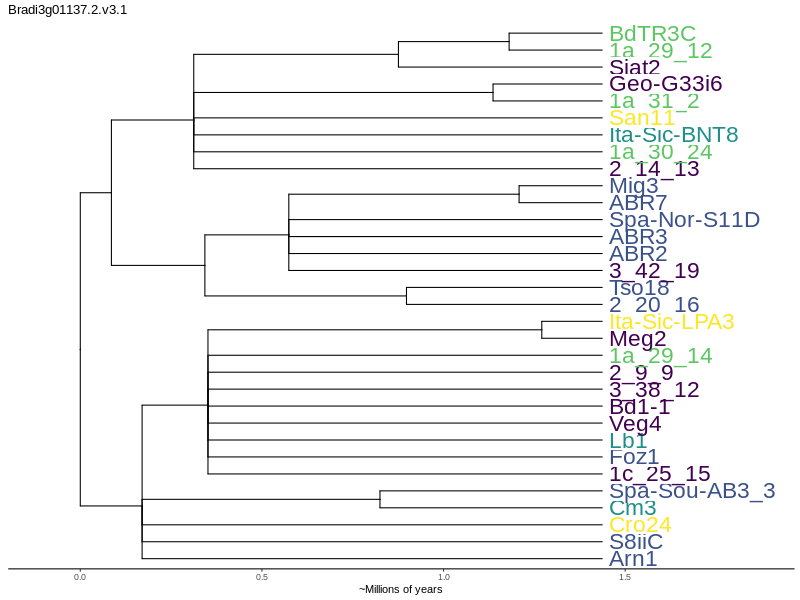 Bradi3g01137.2.v3.1
BdTR3C
1a_29_12
Siat2
Geo-G33i6
1a_31_2
San11
Ita-Sic-BNT8
1a_30_24
2_14_13
Mig3
ABR7
Spa-Nor-S11D
ABR3
ABR2
3_42_19
Tso18
2_20_16
Ita-Sic-LPA3
Meg2
1a_29_14
2_9_9
3_38_12
Bd1-1
Veg4
Lb1
Foz1
1c_25_15
Spa-Sou-AB3_3
Cm3
Cro24
S8iiC
Arn1
0.0 0.5 1.0 1.5
~Millions of years